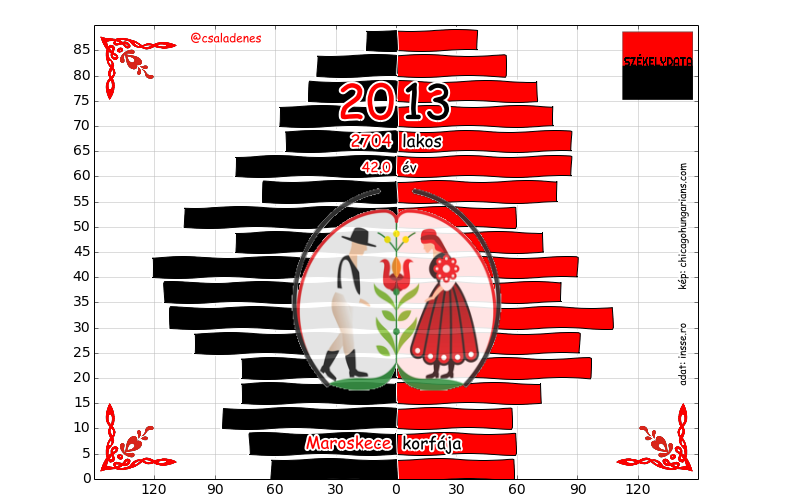 @csaladenes
SZÉKELYDATA
2013
2704 lakos
42.0 év
kép: chicagohungarians.com
adat: insse.ro
Maroskece korfája
85
80
75
70
65
60
55
50
45
40
35
30
25
20
15
10
5
0
120 90 60 30 0 30 60 90 120